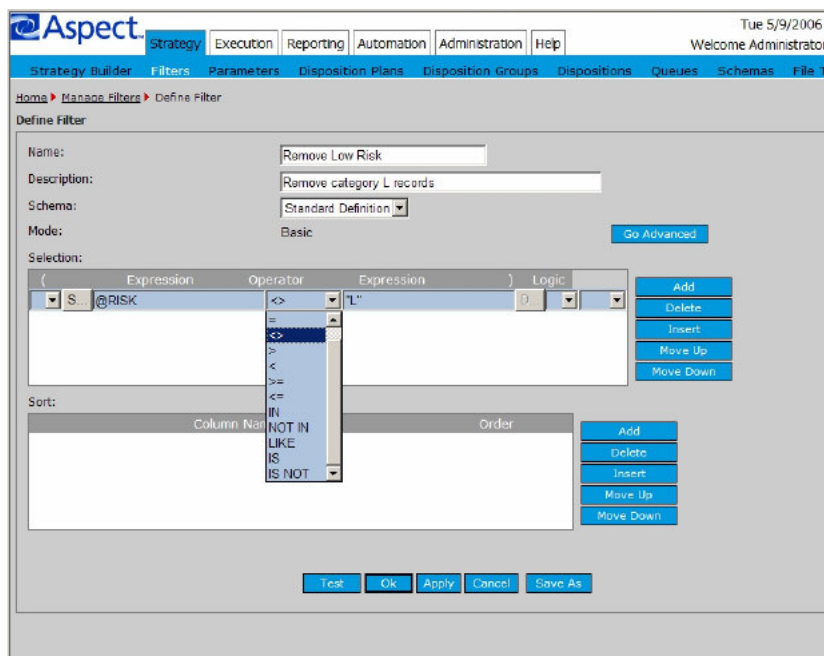 Aspect.
Tue 5/9/2006
Strategy Execution Reporting Automation Administration Help
Welcome Administrator
Strategy Builder Filters Parameters Disposition Plans Disposition Groups Dispositions Queues Schemas File
Home Manage Filters Define Filter
Define Filter
Name: Remove Low Risk
Description: Remove category L records
Schema: Standard Definition
Mode: Basic Go Advanced
Selection:
( Expression Operator Expression ) Logic
S... @RISK <> "L" D...
Add
Delete
Insert
Move Up
Move Down
=
<>
>
<
>=
<=
IN
NOT IN
LIKE
IS
IS NOT
Sort:
Column Nam Order
Add
Delete
Insert
Move Up
Move Down
Test Ok Apply Cancel Save As